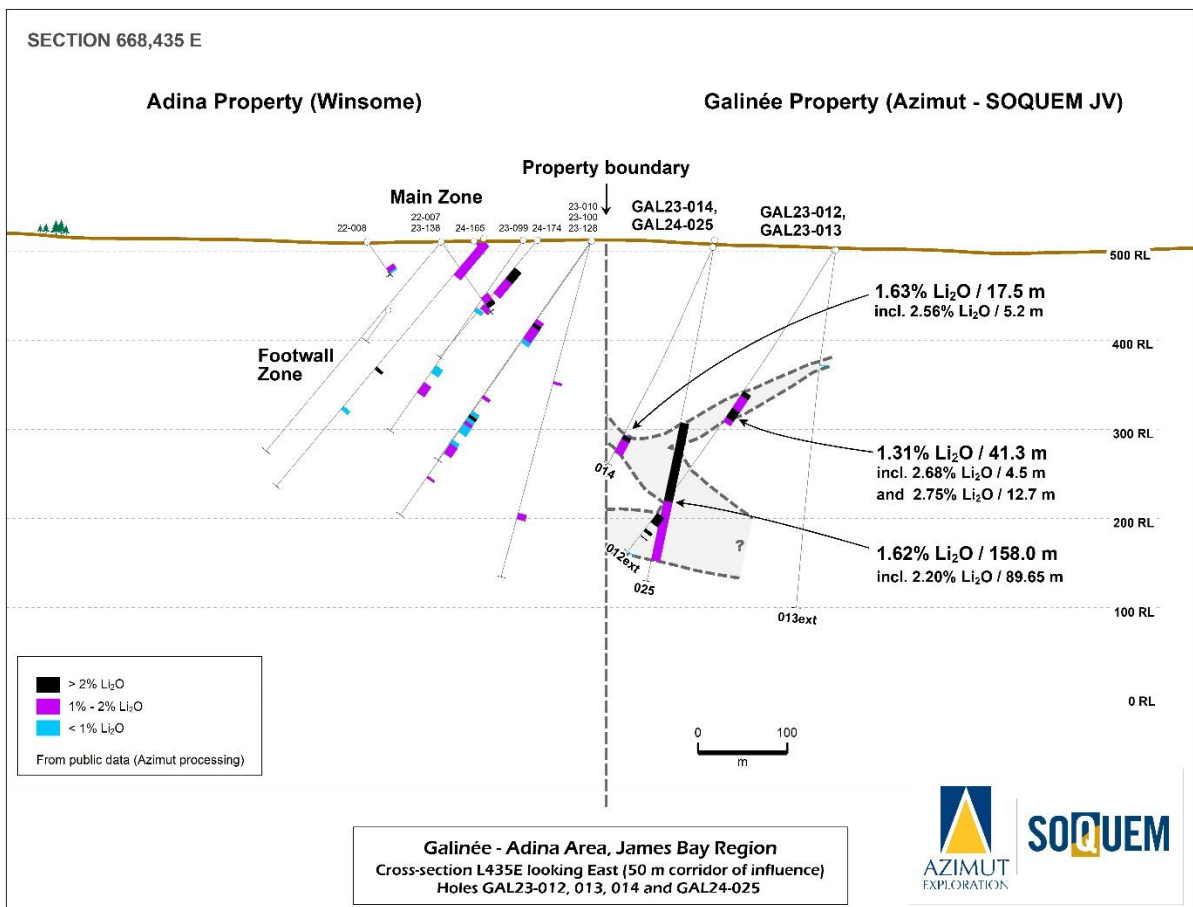 SECTION 668,435 E
Adina Property (Winsome)
Galinée Property (Azimut - SOQUEM JV)
Property boundary
Main Zone
22-008
22-007
23-138
24-165
23-099
24-174
23-010
23-100
23-128
GAL23-014,
GAL24-025
GAL23-012,
GAL23-013
500 RL
1.63% Li₂O / 17.5 m
incl. 2.56% Li₂O / 5.2 m
400 RL
Footwall
Zone
300 RL
014
1.31% Li₂O / 41.3 m
incl. 2.68% Li₂O / 4.5 m
and 2.75% Li₂O / 12.7 m
200 RL
?
012ext
025
1.62% Li₂O / 158.0 m
incl. 2.20% Li₂O / 89.65 m
100 RL
013ext
> 2% Li₂O
1% - 2% Li₂O
< 1% Li₂O
From public data (Azimut processing)
0 RL
0 100
m
Galinée - Adina Area, James Bay Region
Cross-section L435E looking East (50 m corridor of influence)
Holes GAL23-012, 013, 014 and GAL24-025
AZIMUT
EXPLORATION
SOQUEM